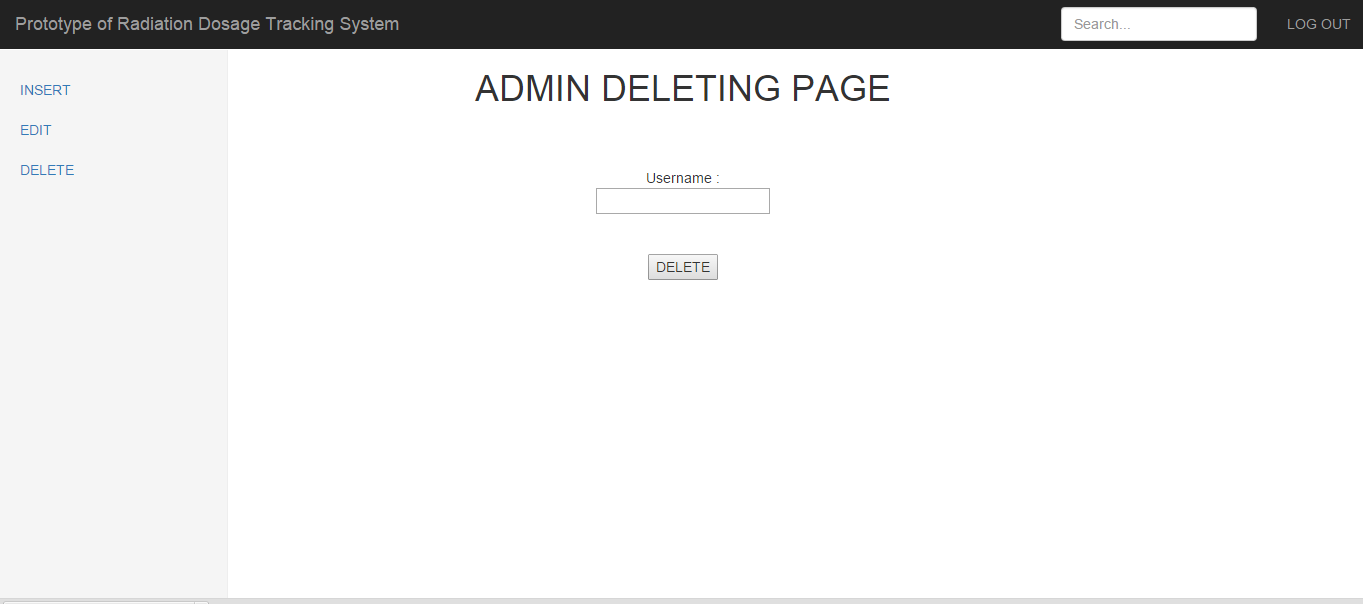 Prototype of Radiation Dosage Tracking System
Search...
LOG OUT
INSERT
EDIT
DELETE
ADMIN DELETING PAGE
Username :
DELETE